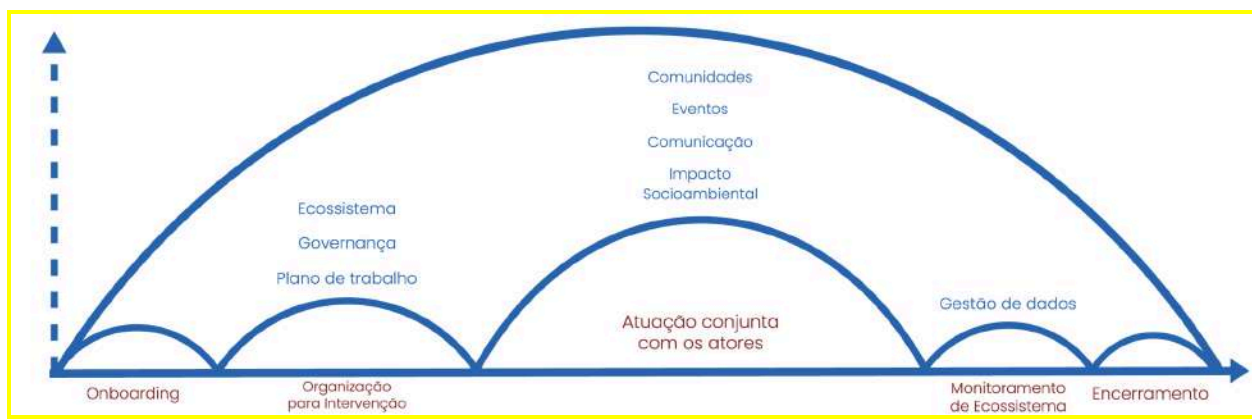 Comunidades
Eventos
Comunicação
Impacto
Socioambiental
Ecossistema
Governança
Plano de trabalho
Gestão de dados
Atuação conjunta
com os atores
Onboarding
Organização
para Intervenção
Monitoramento
de Ecossistema
Encerramento